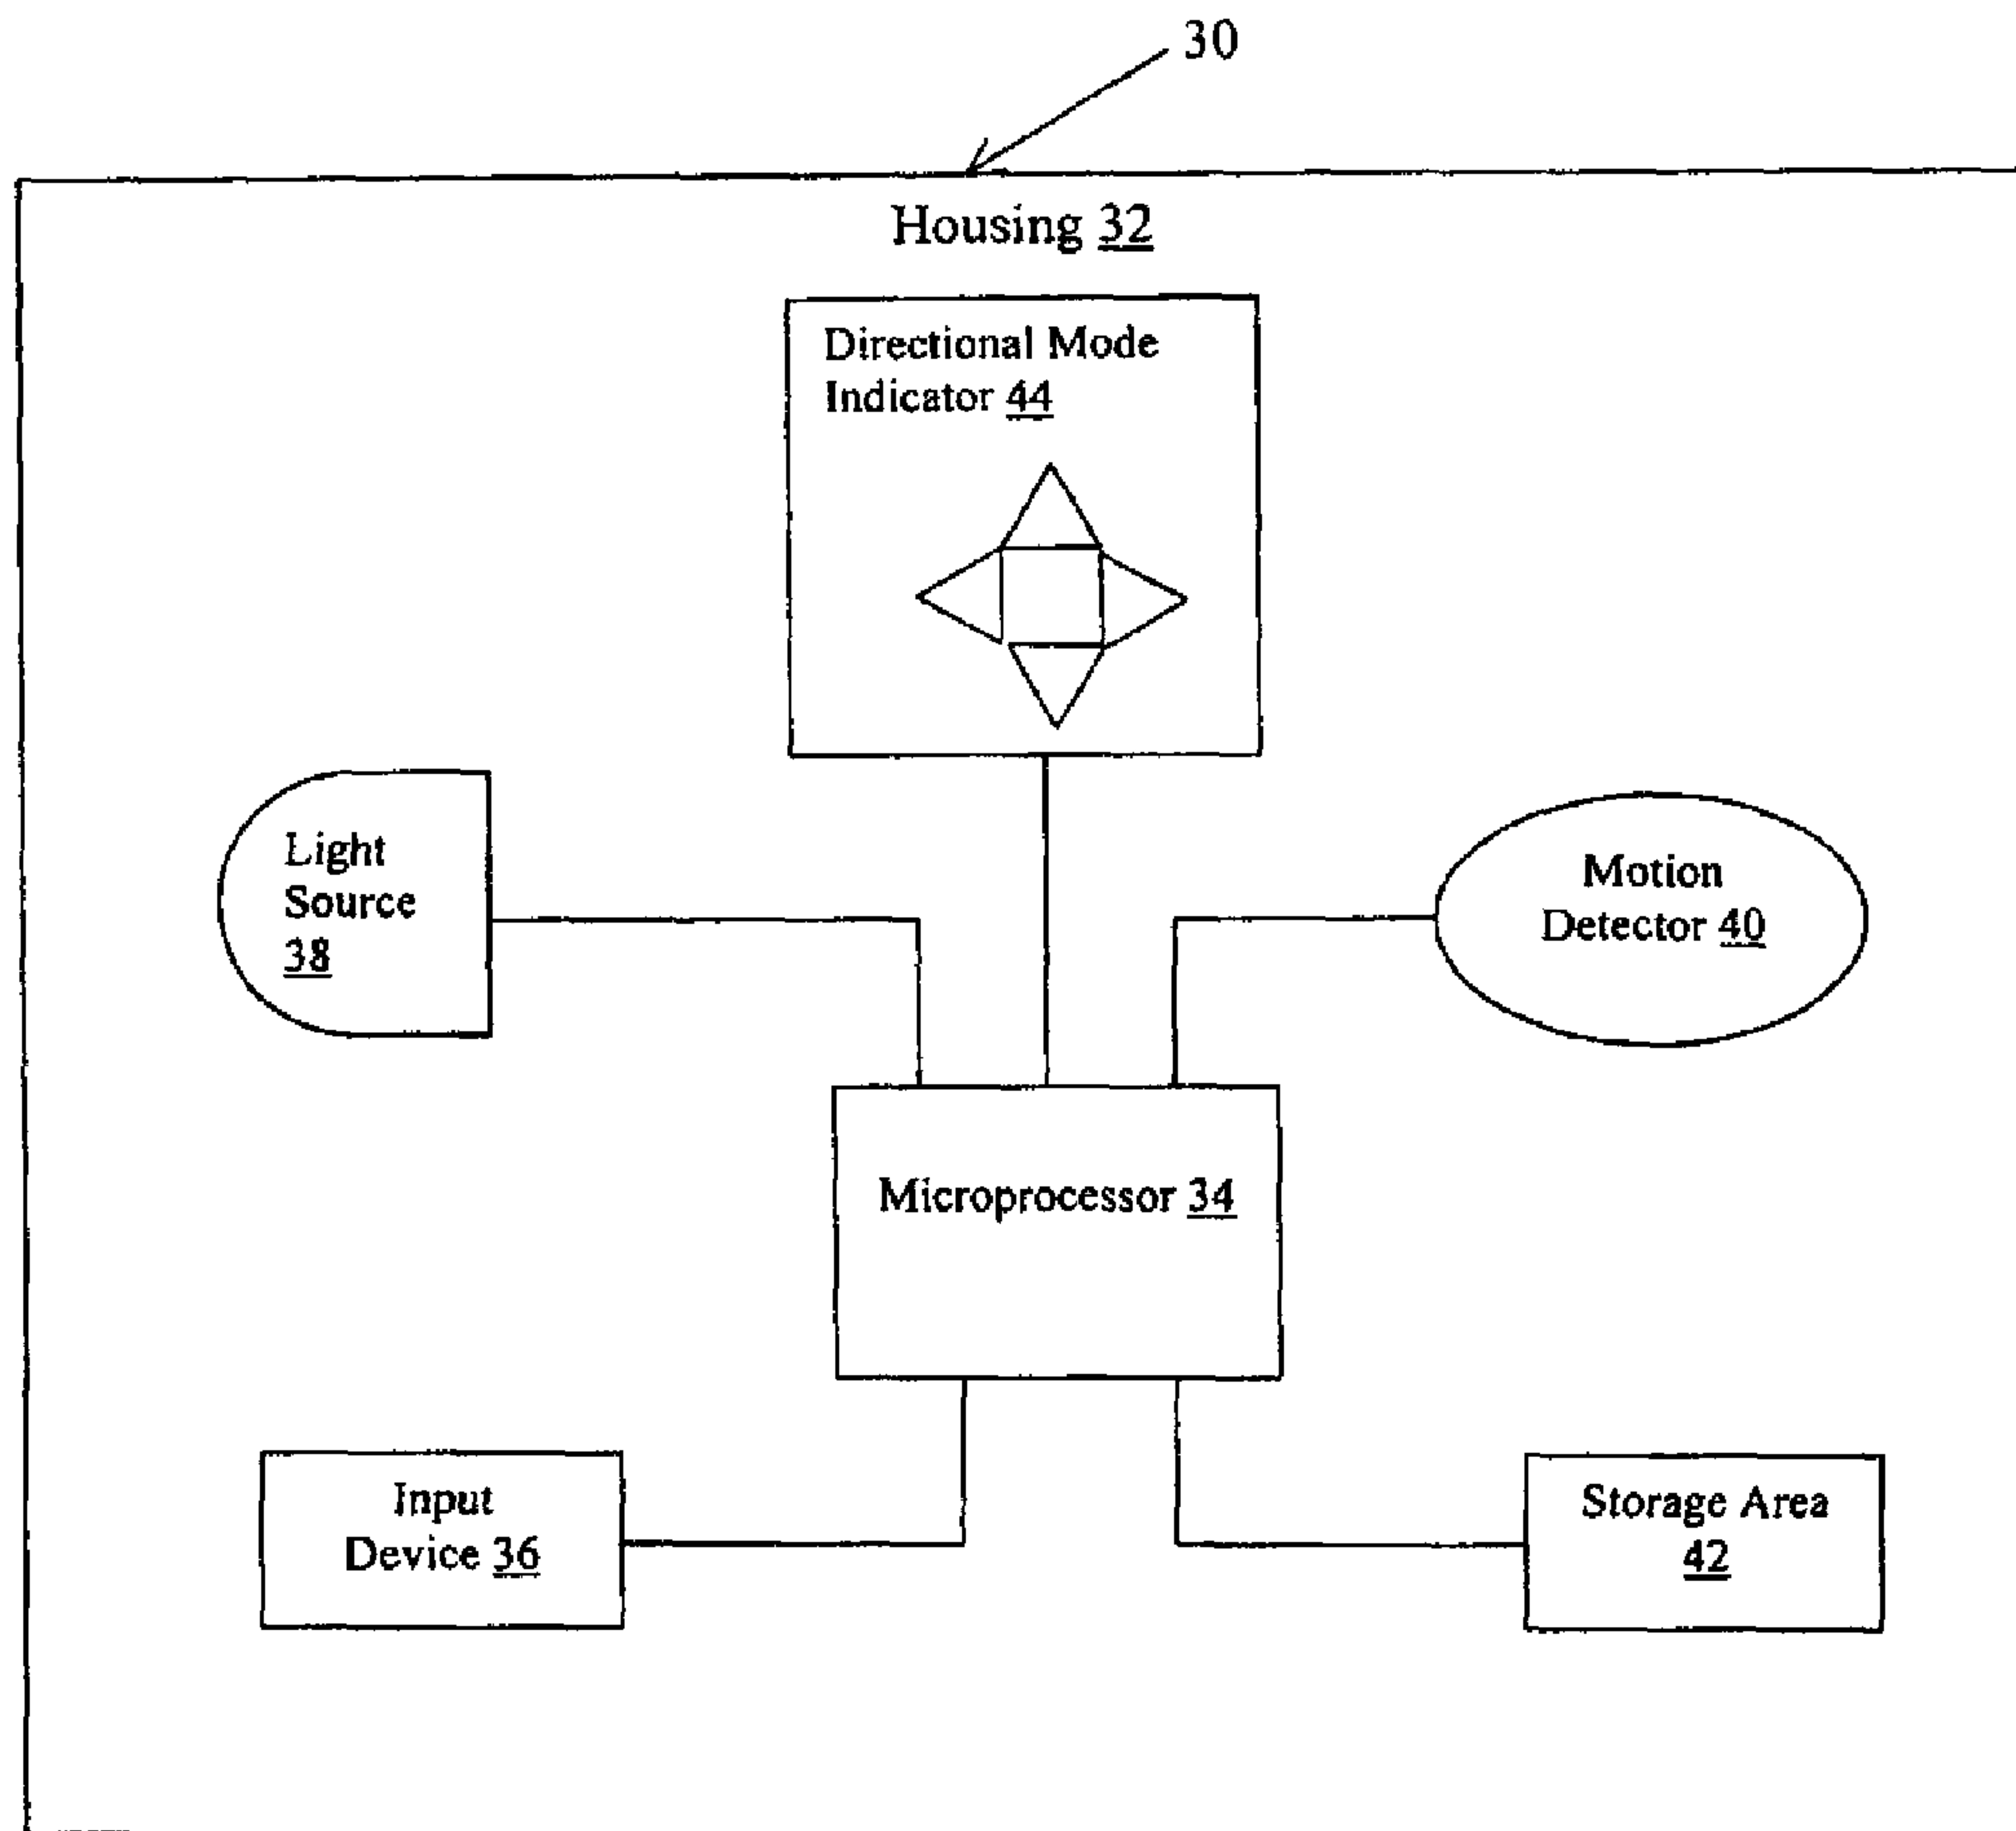 30
Housing 32
Directional Mode
Indicator 44
Light
Source
38
Motion
Detector 40
Microprocessor 34
Input
Device 36
Storage Area
42